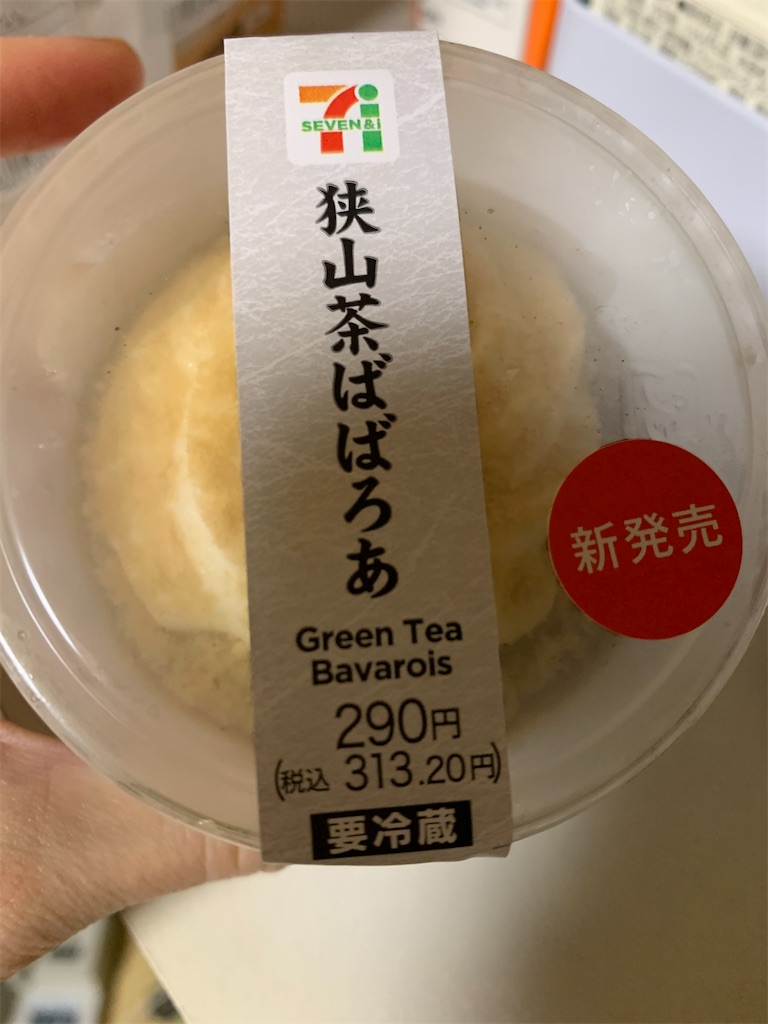 SEVEN&i
狭山茶ばばろあ
Green Tea
Bavarois
290円
(税込 313.20円)
要冷蔵
新発売